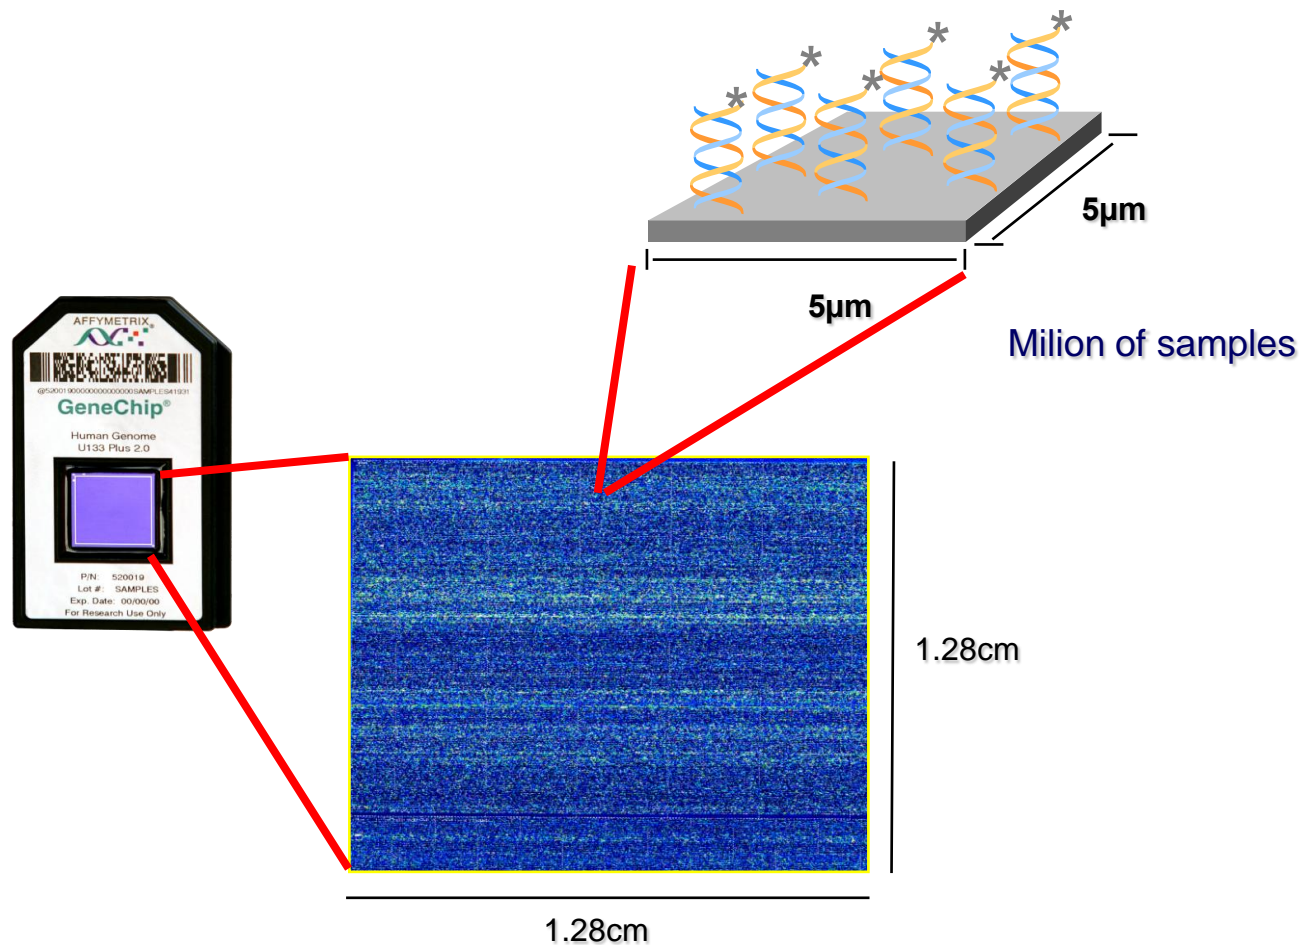 5µm
5µm
Milion of samples
AFFYMETRIX®
GeneChip®
Human Genome
U133 Plus 2.0
P/N: 520019
Lot #: SAMPLES
Exp. Date: 00/00/00
For Research Use Only
1.28cm
1.28cm